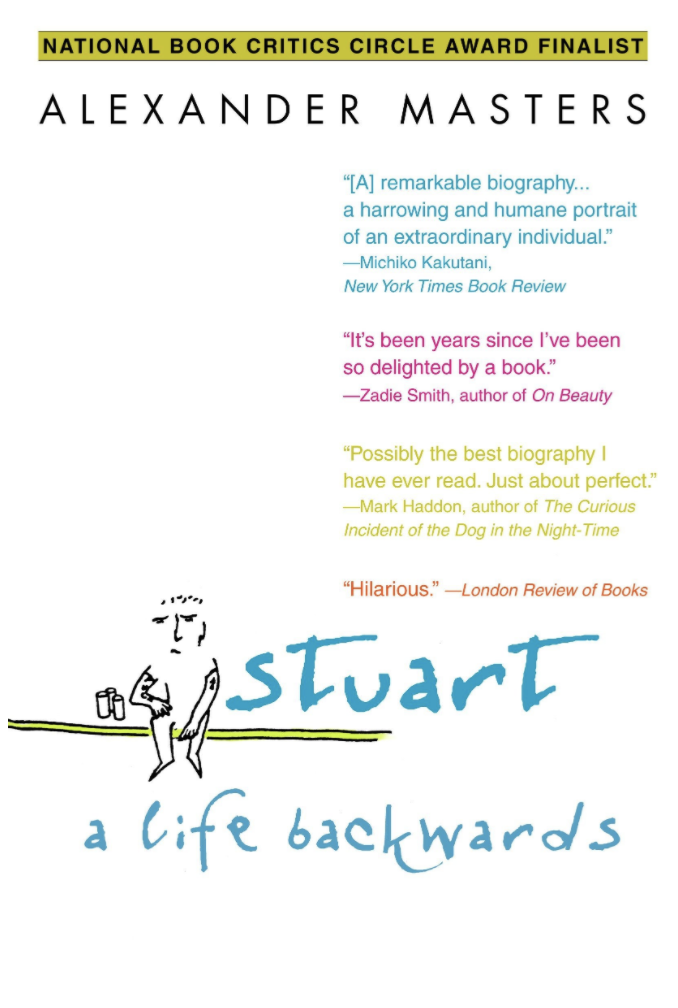 NATIONAL BOOK CRITICS CIRCLE AWARD FINALIST
ALEXANDER MASTERS
“[A] remarkable biography...
a harrowing and humane portrait
of an extraordinary individual.”
—Michiko Kakutani,
New York Times Book Review
“It’s been years since I’ve been
so delighted by a book.”
—Zadie Smith, author of On Beauty
“Possibly the best biography I
have ever read. Just about perfect.”
—Mark Haddon, author of The Curious
Incident of the Dog in the Night-Time
“Hilarious.” —London Review of Books
stuart
a life backwards